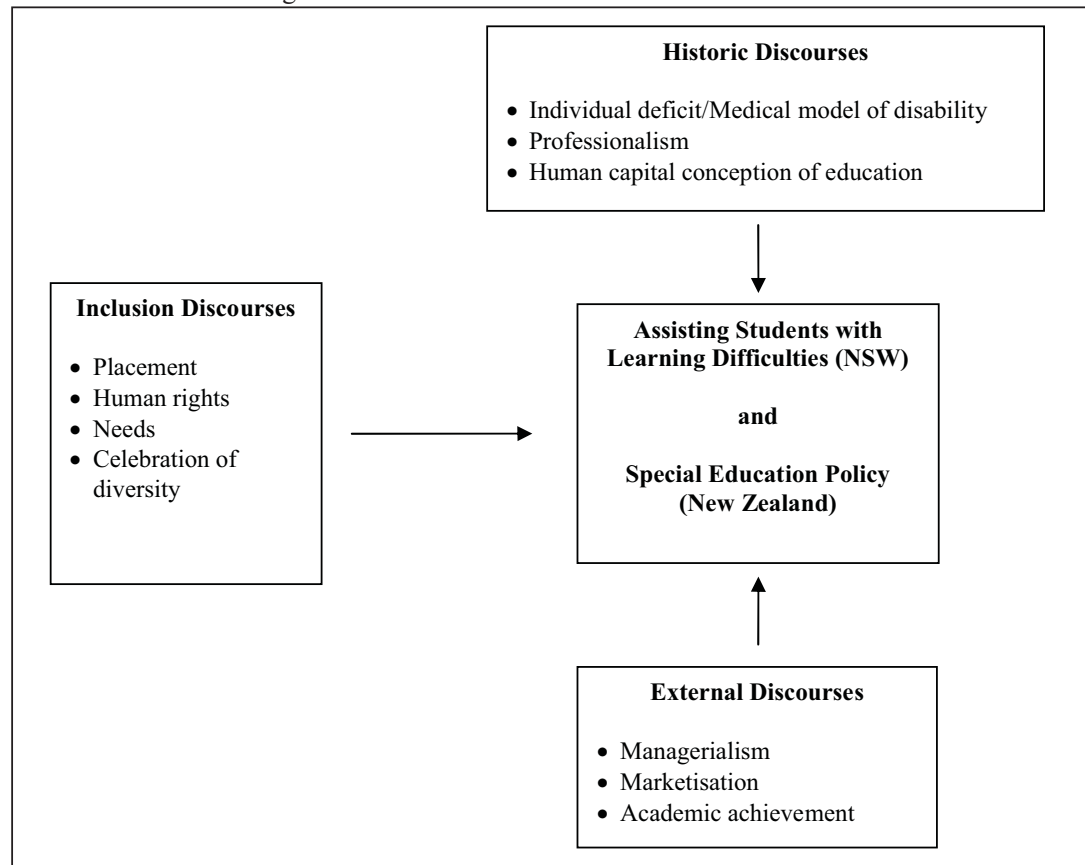 Historic Discourses
• Individual deficit/Medical model of disability
• Professionalism
• Human capital conception of education
Inclusion Discourses
• Placement
• Human rights
• Needs
• Celebration of
diversity
Assisting Students with
Learning Difficulties (NSW)
and
Special Education Policy
(New Zealand)
External Discourses
• Managerialism
• Marketisation
• Academic achievement